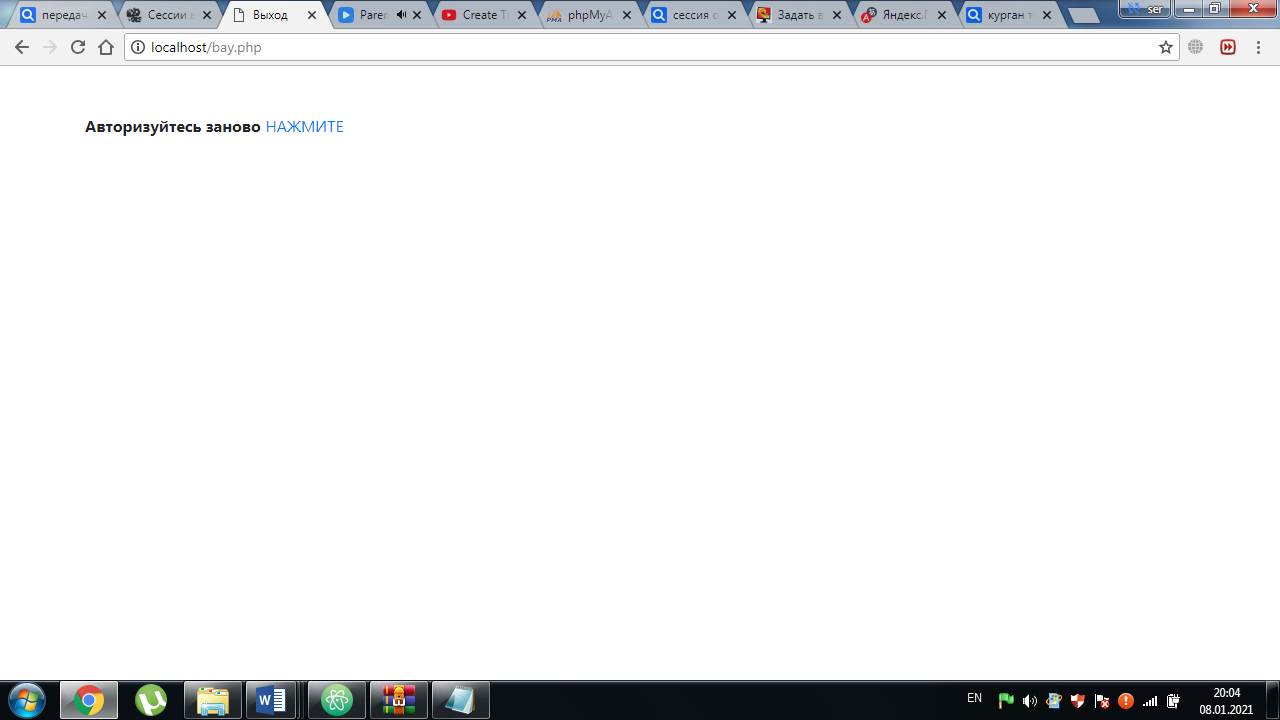 передач
Сессии в
Выход
Paren
Create Tr
phpMyA
сессия с
Задать в
Яндекс.П
курган т
ser
localhost/bay.php
Авторизуйтесь заново НАЖМИТЕ
EN
20:04
08.01.2021